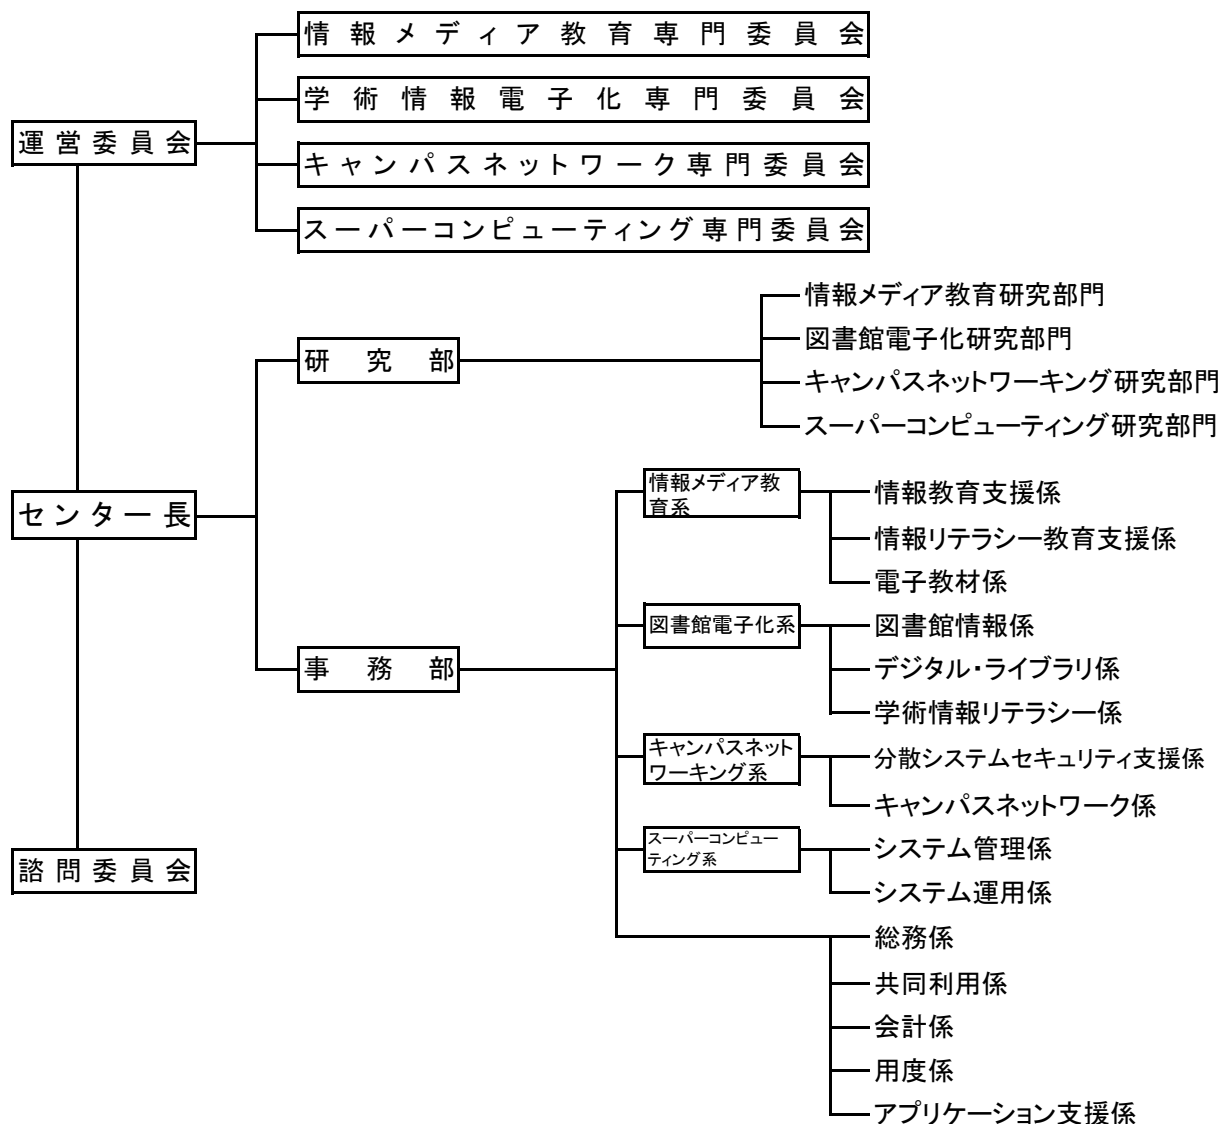 情報メディア教育専門委員会
学術情報電子化専門委員会
運営委員会
キャンパスネットワーク専門委員会
スーパーコンピューティング専門委員会
情報メディア教育研究部門
図書館電子化研究部門
研究部
キャンパスネットワーキング研究部門
スーパーコンピューティング研究部門
センター長
情報メディア教
育系
情報教育支援係
情報リテラシー教育支援係
電子教材係
図書館電子化系
図書館情報係
事務部
デジタル・ライブラリ係
学術情報リテラシー係
キャンパスネット
ワーキング系
分散システムセキュリティ支援係
キャンパスネットワーク係
スーパーコンピュー
ティング系
システム管理係
諮問委員会
システム運用係
総務係
共同利用係
会計係
用度係
アプリケーション支援係